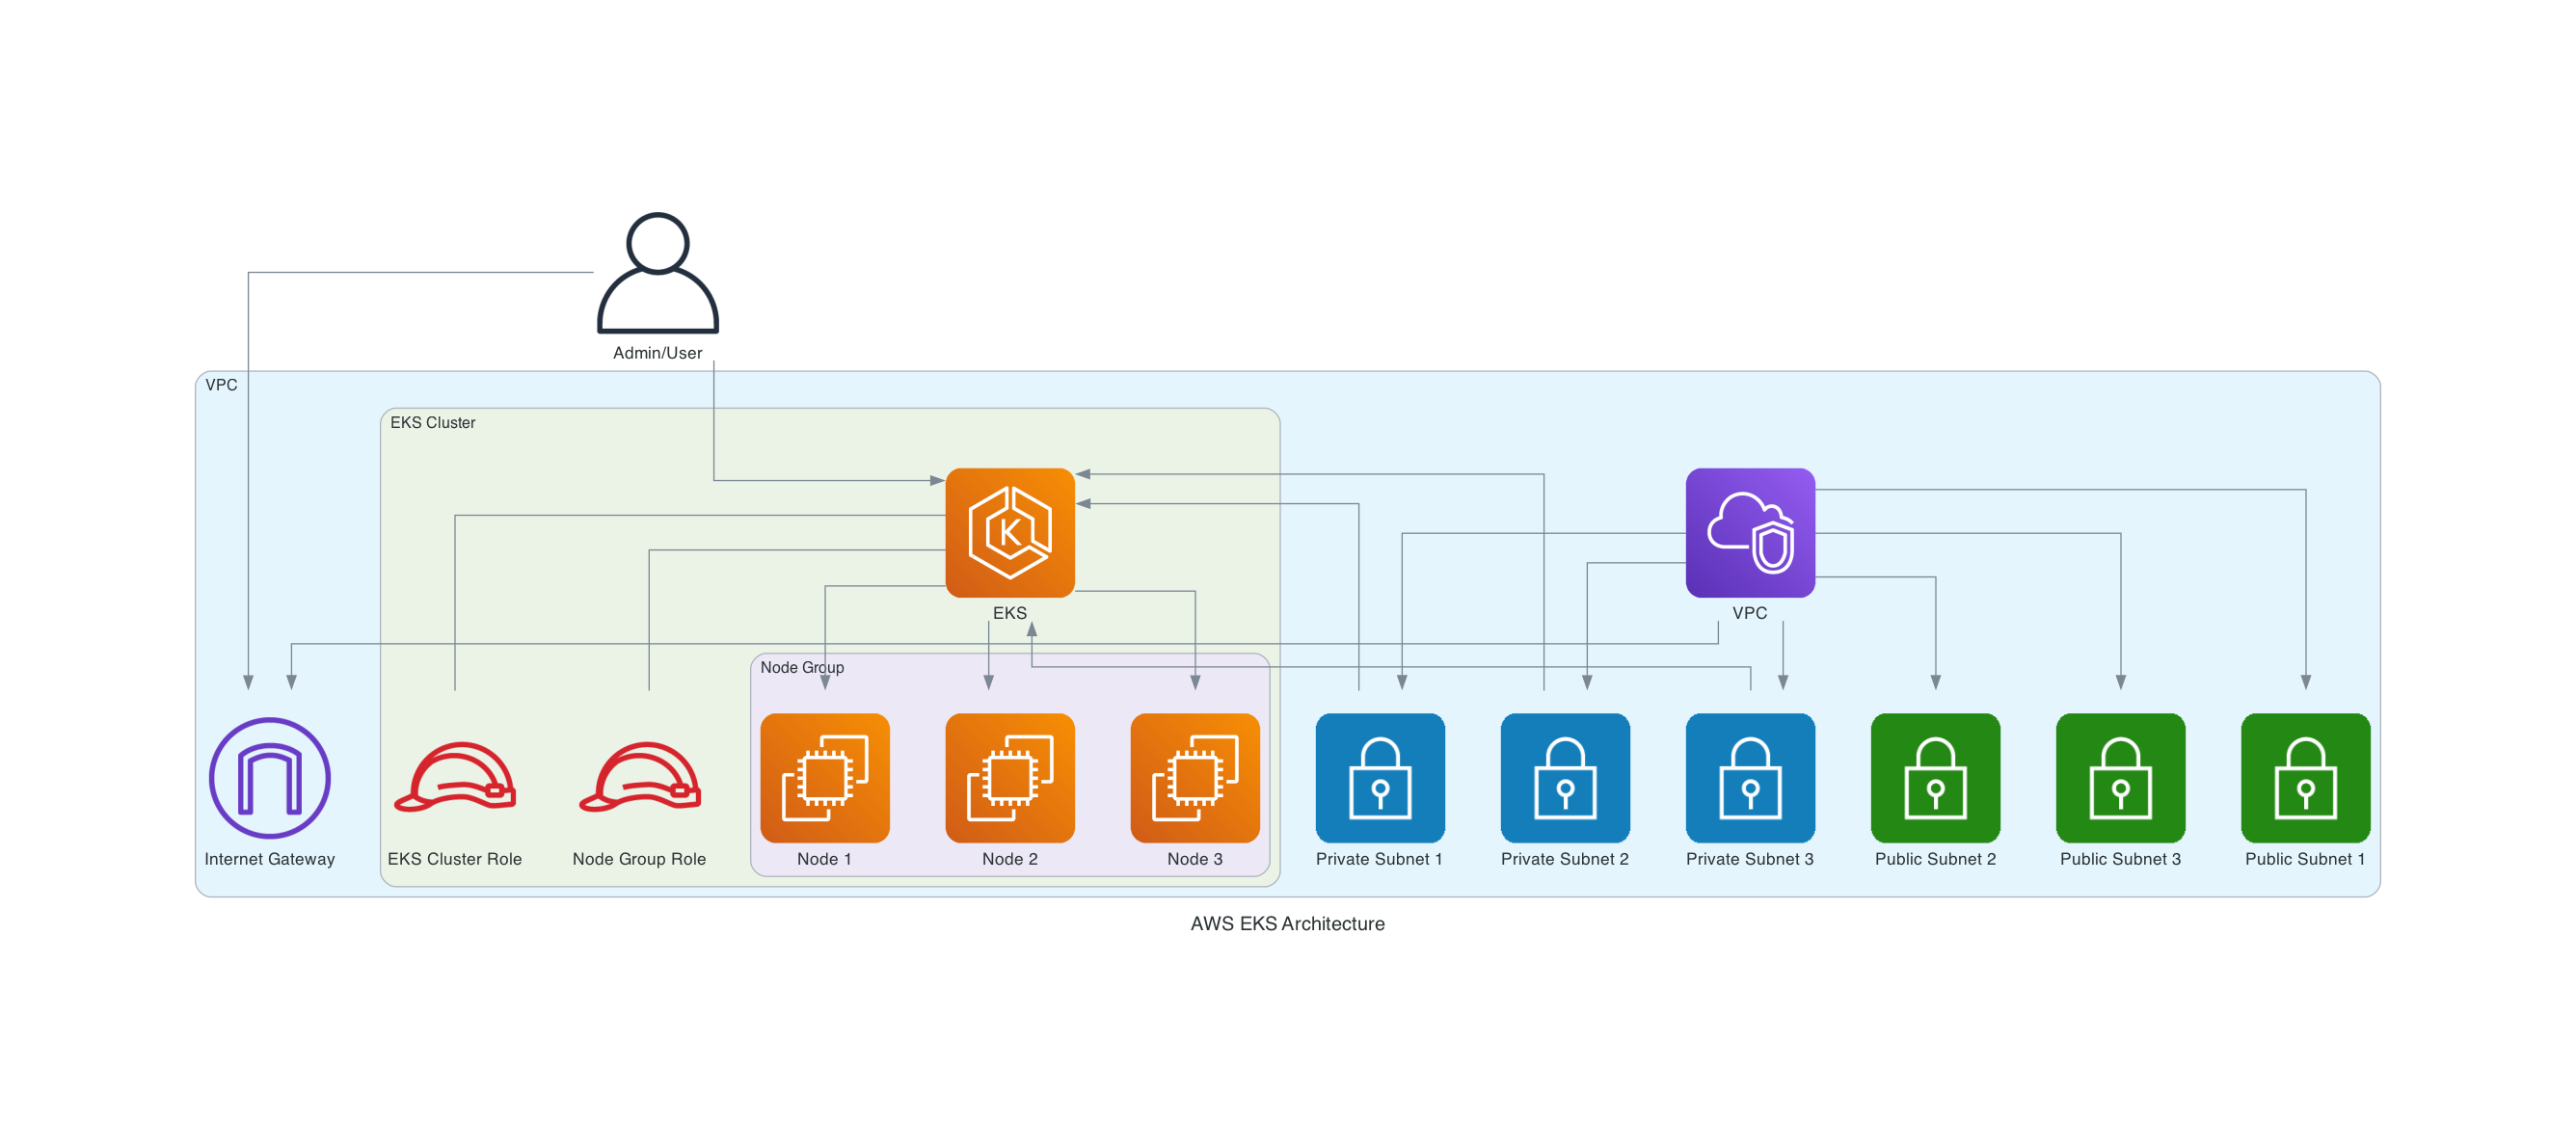 Admin/User
VPC
EKS Cluster
K
EKS
VPC
Node Group
Internet Gateway
EKS Cluster Role
Node Group Role
Node 1
Node 2
Node 3
Private Subnet 1
Private Subnet 2
Private Subnet 3
Public Subnet 2
Public Subnet 3
Public Subnet 1
AWS EKS Architecture